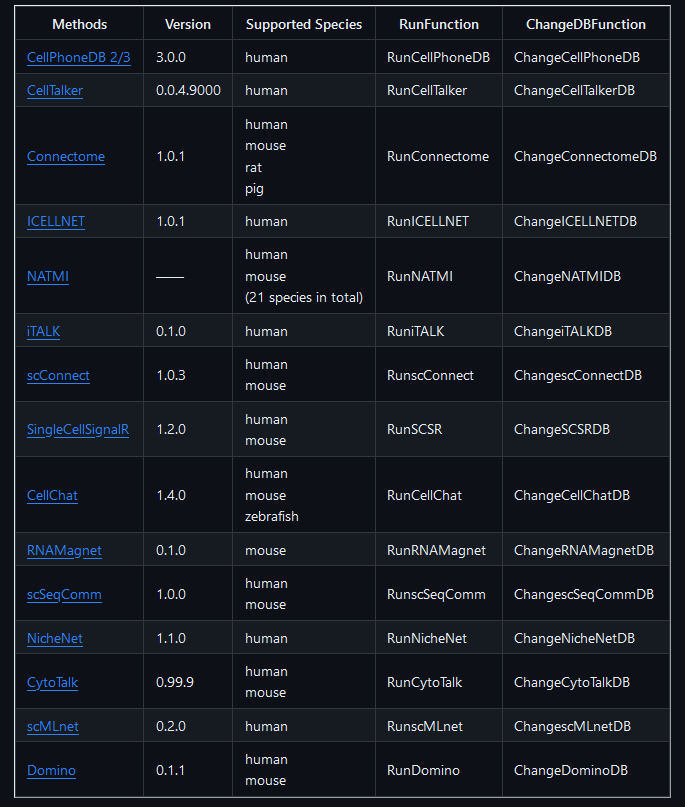 Methods Version Supported Species RunFunction ChangeDBFunction
CellPhoneDB 2/3 3.0.0 human RunCellPhoneDB ChangeCellPhoneDB
CellTalker 0.0.4.9000 human RunCellTalker ChangeCellTalkerDB
human
mouse
Connectome 1.0.1 RunConnectome ChangeConnectomeDB
rat
pig
ICELLNET 1.0.1 human RunICELLNET ChangeICELLNETDB
human
NATMI —— mouse RunNATMI ChangeNATMIDB
(21 species in total)
iTALK 0.1.0 human RuniTALK ChangeiTALKDB
human
scConnect 1.0.3 RunscConnect ChangescConnectDB
mouse
human
SingleCellSignalR 1.2.0 RunSCSR ChangeSCSRDB
mouse
human
CellChat 1.4.0 mouse RunCellChat ChangeCellChatDB
zebrafish
RNAMagnet 0.1.0 mouse RunRNAMagnet ChangeRNAMagnetDB
human
scSeqComm 1.0.0 RunscSeqComm ChangescSeqCommDB
mouse
NicheNet 1.1.0 human RunNicheNet ChangeNicheNetDB
human
CytoTalk 0.99.9 RunCytoTalk ChangeCytoTalkDB
mouse
scMLnet 0.2.0 human RunscMLnet ChangescMLnetDB
human
Domino 0.1.1 RunDomino ChangeDominoDB
mouse